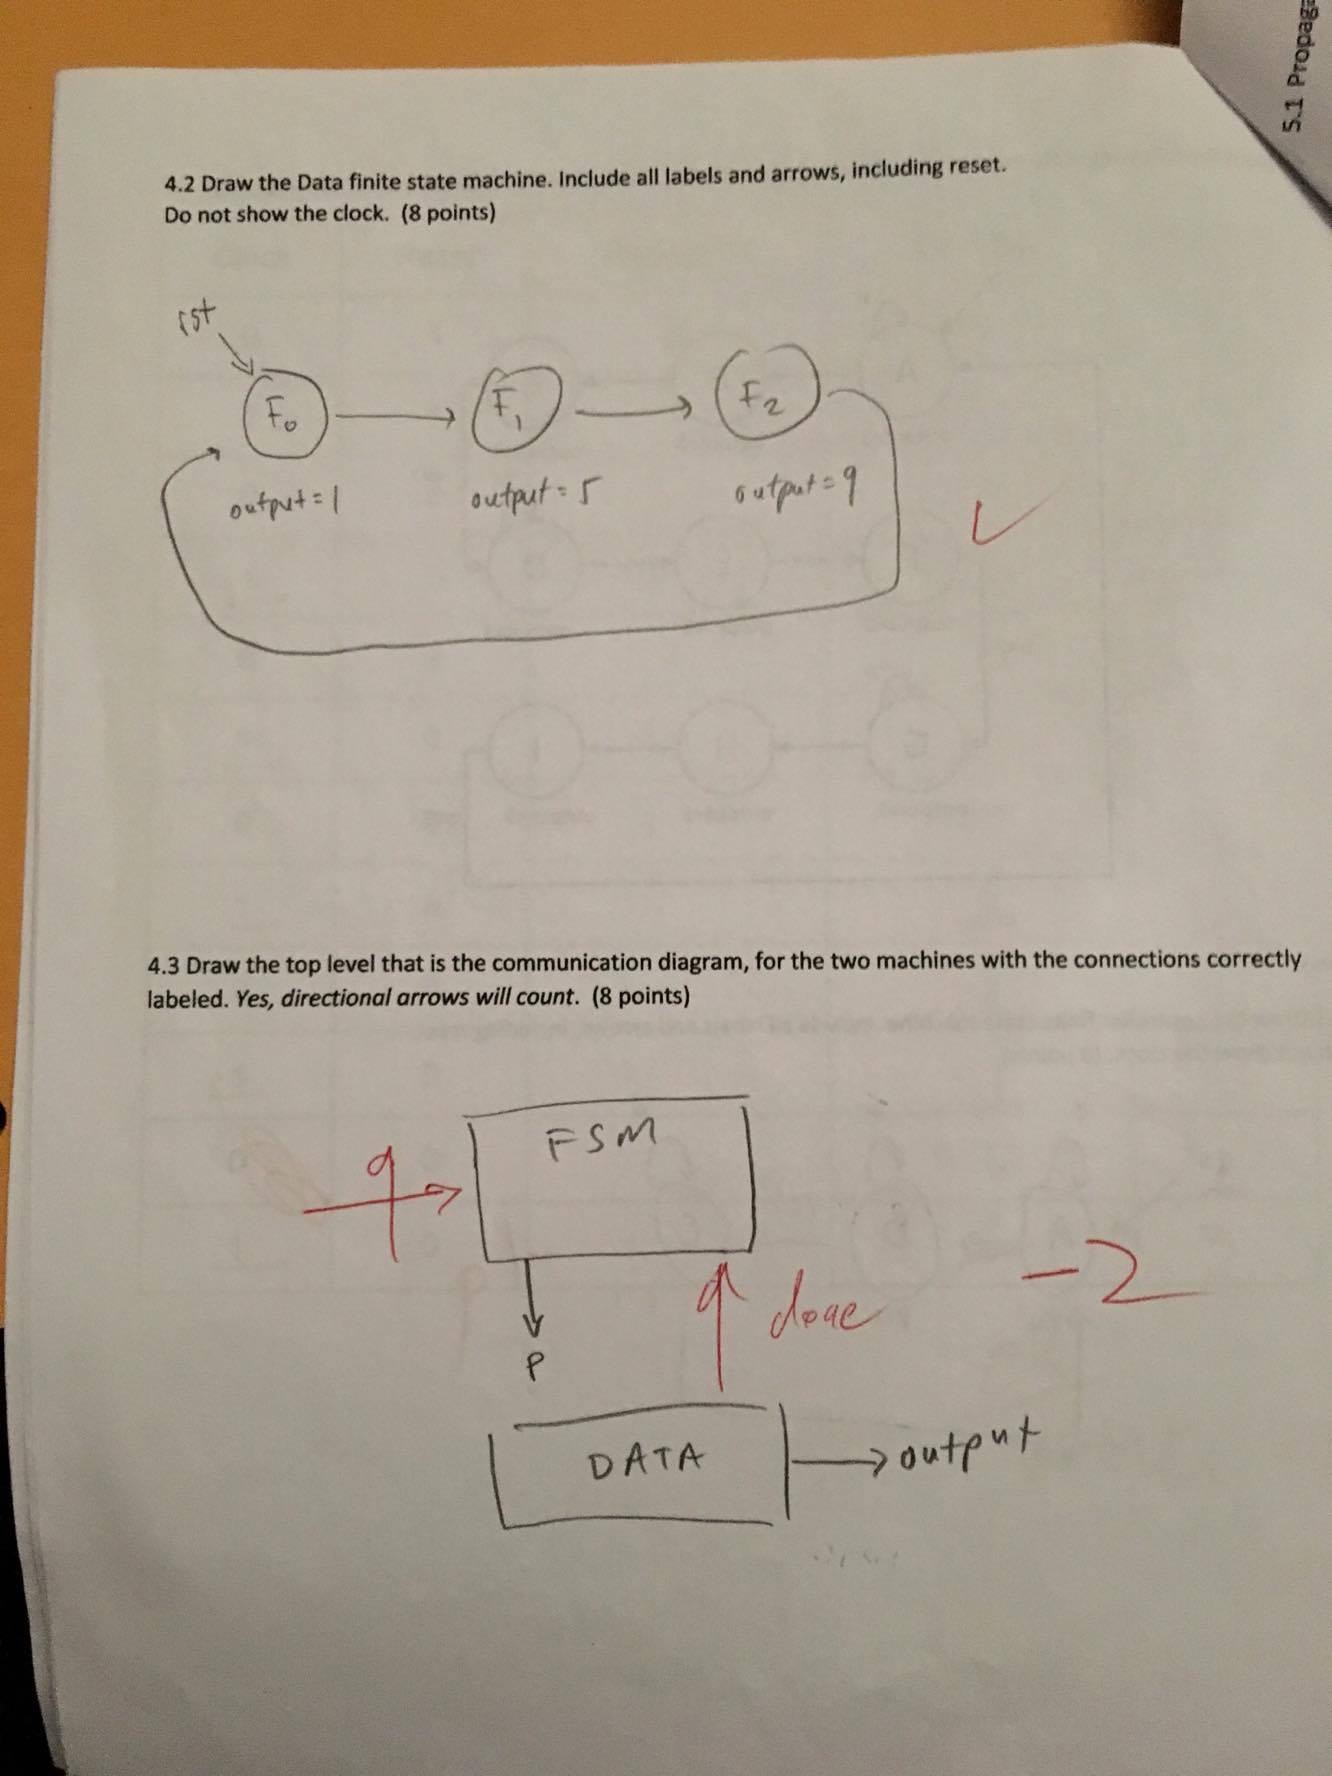 5.1 Propaga
4.2 Draw the Data finite state machine. Include all labels and arrows, including reset.
Do not show the clock. (8 points)
rst
F0 F1 F2
output=1 output=5 output=9
4.3 Draw the top level that is the communication diagram, for the two machines with the connections correctly
labeled. Yes, directional arrows will count. (8 points)
FSM
q
-2
done
P
DATA
output